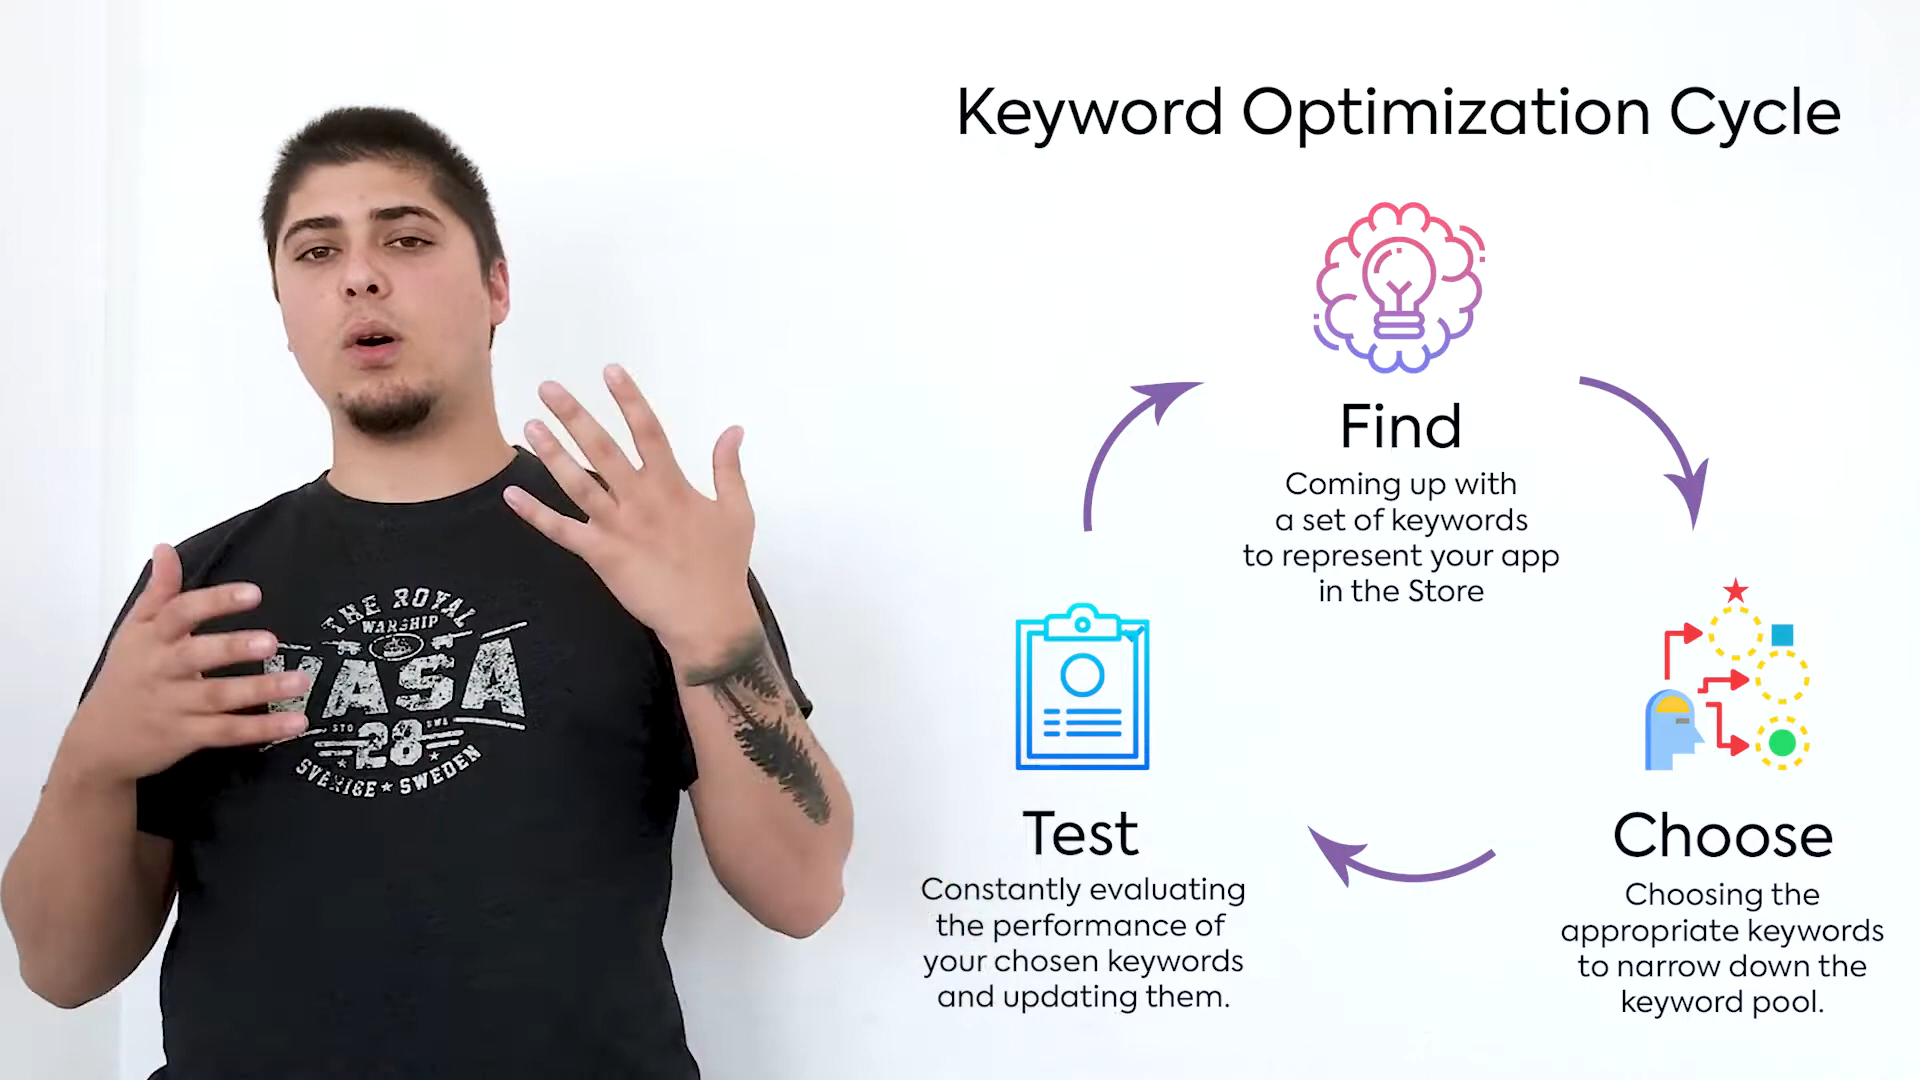 Keyword Optimization Cycle
Find
Coming up with
a set of keywords
to represent your app
in the Store
Choose
Choosing the
appropriate keywords
to narrow down the
keyword pool.
Test
Constantly evaluating
the performance of
your chosen keywords
and updating them.
THE ROYAL
WARSHIP
VASA
STO SWE
28
SVERIGE ★ SWEDEN